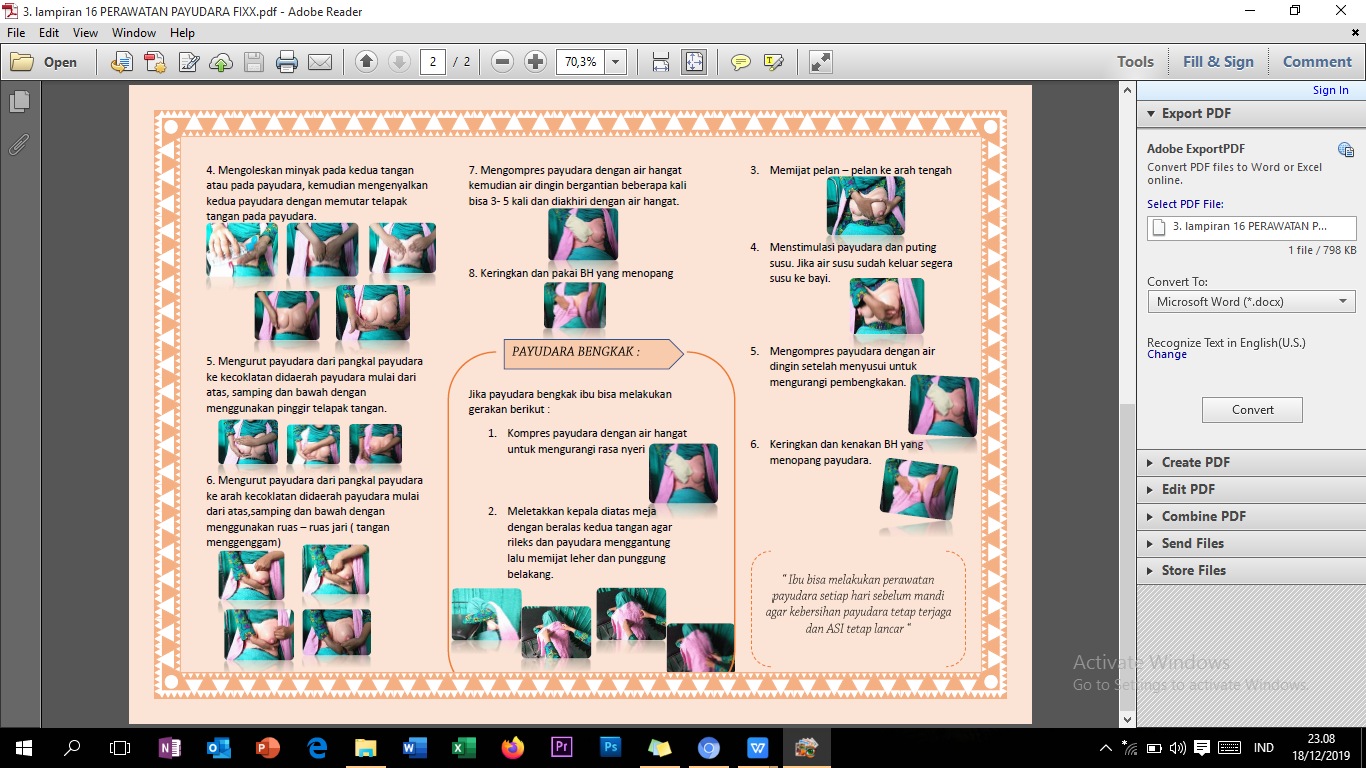 3. lampiran 16 PERAWATAN PAYUDARA FIXX.pdf - Adobe Reader
File Edit View Window Help
Open
2 / 2
70,3%
Tools
Fill & Sign
Comment
4. Mengoleskan minyak pada kedua tangan
atau pada payudara, kemudian mengenyalkan
kedua payudara dengan memutar telapak
tangan pada payudara.
5. Mengurut payudara dari pangkal payudara
ke kecoklatan didaerah payudara mulai dari
atas, samping dan bawah dengan
menggunakan pinggir telapak tangan.
6. Mengurut payudara dari pangkal payudara
ke arah kecoklatan didaerah payudara mulai
dari atas,samping dan bawah dengan
menggunakan ruas – ruas jari ( tangan
menggenggam)
7. Mengompres payudara dengan air hangat
kemudian air dingin bergantian beberapa kali
bisa 3- 5 kali dan diakhiri dengan air hangat.
8. Keringkan dan pakai BH yang menopang
PAYUDARA BENGKAK :
Jika payudara bengkak ibu bisa melakukan
gerakan berikut :
1. Kompres payudara dengan air hangat
untuk mengurangi rasa nyeri
2. Meletakkan kepala diatas meja
dengan beralas kedua tangan agar
rileks dan payudara menggantung
lalu memijat leher dan punggung
belakang.
3. Memijat pelan – pelan ke arah tengah
4. Menstimulasi payudara dan puting
susu. Jika air susu sudah keluar segera
susu ke bayi.
5. Mengompres payudara dengan air
dingin setelah menyusui untuk
mengurangi pembengkakan.
6. Keringkan dan kenakan BH yang
menopang payudara.
“ Ibu bisa melakukan perawatan
payudara setiap hari sebelum mandi
agar kebersihan payudara tetap terjaga
dan ASI tetap lancar “
Sign In
Export PDF
Adobe ExportPDF
Convert PDF files to Word or Excel
online.
Select PDF File:
3. lampiran 16 PERAWATAN P...
1 file / 798 KB
Convert To:
Microsoft Word (*.docx)
Recognize Text in English(U.S.)
Change
Convert
Create PDF
Edit PDF
Combine PDF
Send Files
Store Files
Activate Windows
Go to Settings to activate Windows.
IND
23.08
18/12/2019